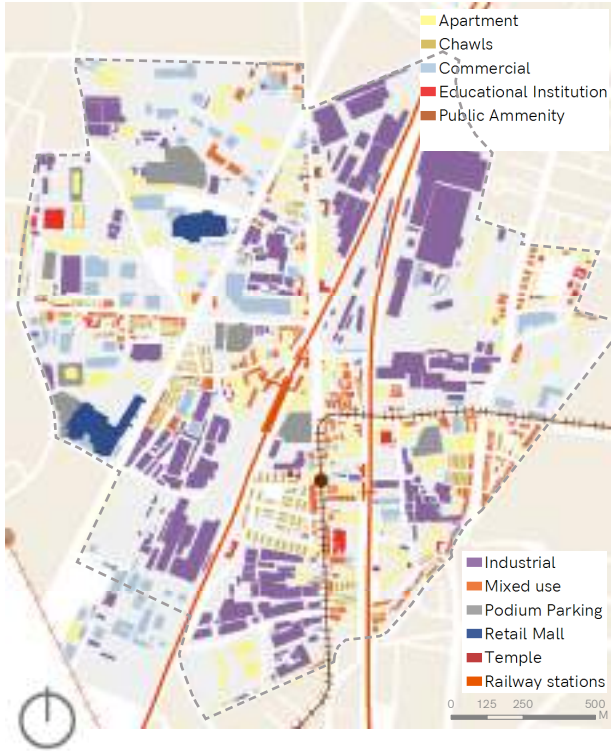 Apartment
Chawls
Commercial
Educational Institution
Public Ammenity
Industrial
Mixed use
Podium Parking
Retail Mall
Temple
Railway stations
0 125 250 500
M